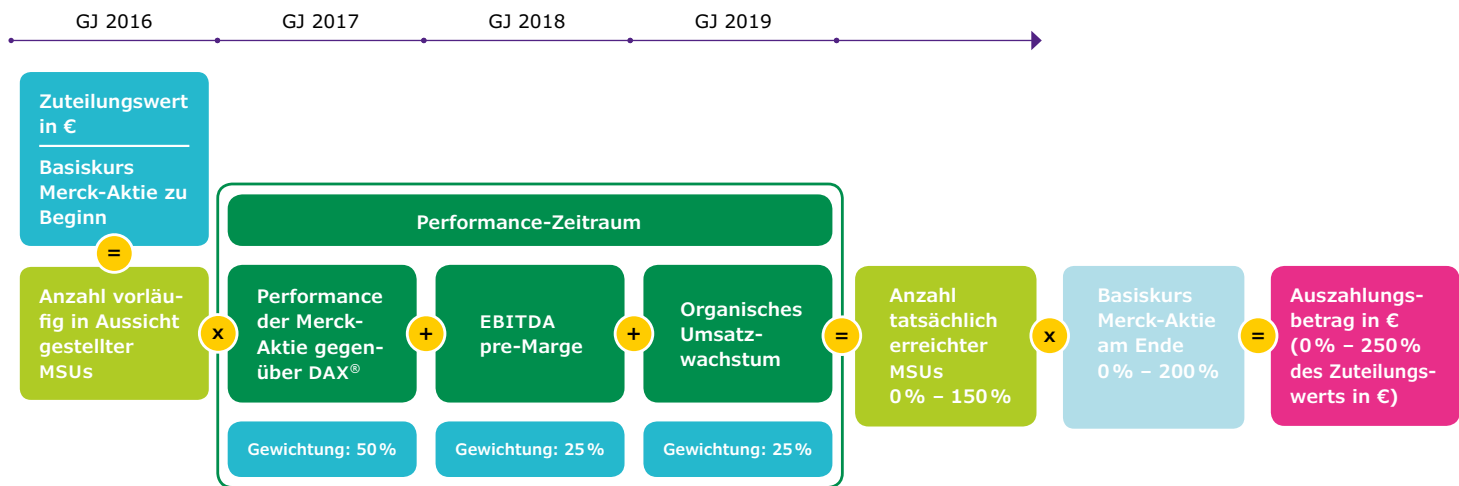 GJ 2016
GJ 2017
GJ 2018
GJ 2019
Zuteilungswert
in €
Basiskurs
Merck-Aktie zu
Beginn
=
Anzahl vorläu-
fig in Aussicht
gestellter
MSUs
x
Performance-Zeitraum
Performance
der Merck-
Aktie gegen-
über DAX®
+
EBITDA
pre-Marge
+
Organisches
Umsatz-
wachstum
Gewichtung: 50 %
Gewichtung: 25 %
Gewichtung: 25 %
=
Anzahl
tatsächlich
erreichter
MSUs
0 % – 150 %
x
Basiskurs
Merck-Aktie
am Ende
0 % – 200 %
=
Auszahlungs-
betrag in €
(0 % – 250 %
des Zuteilungs-
werts in €)